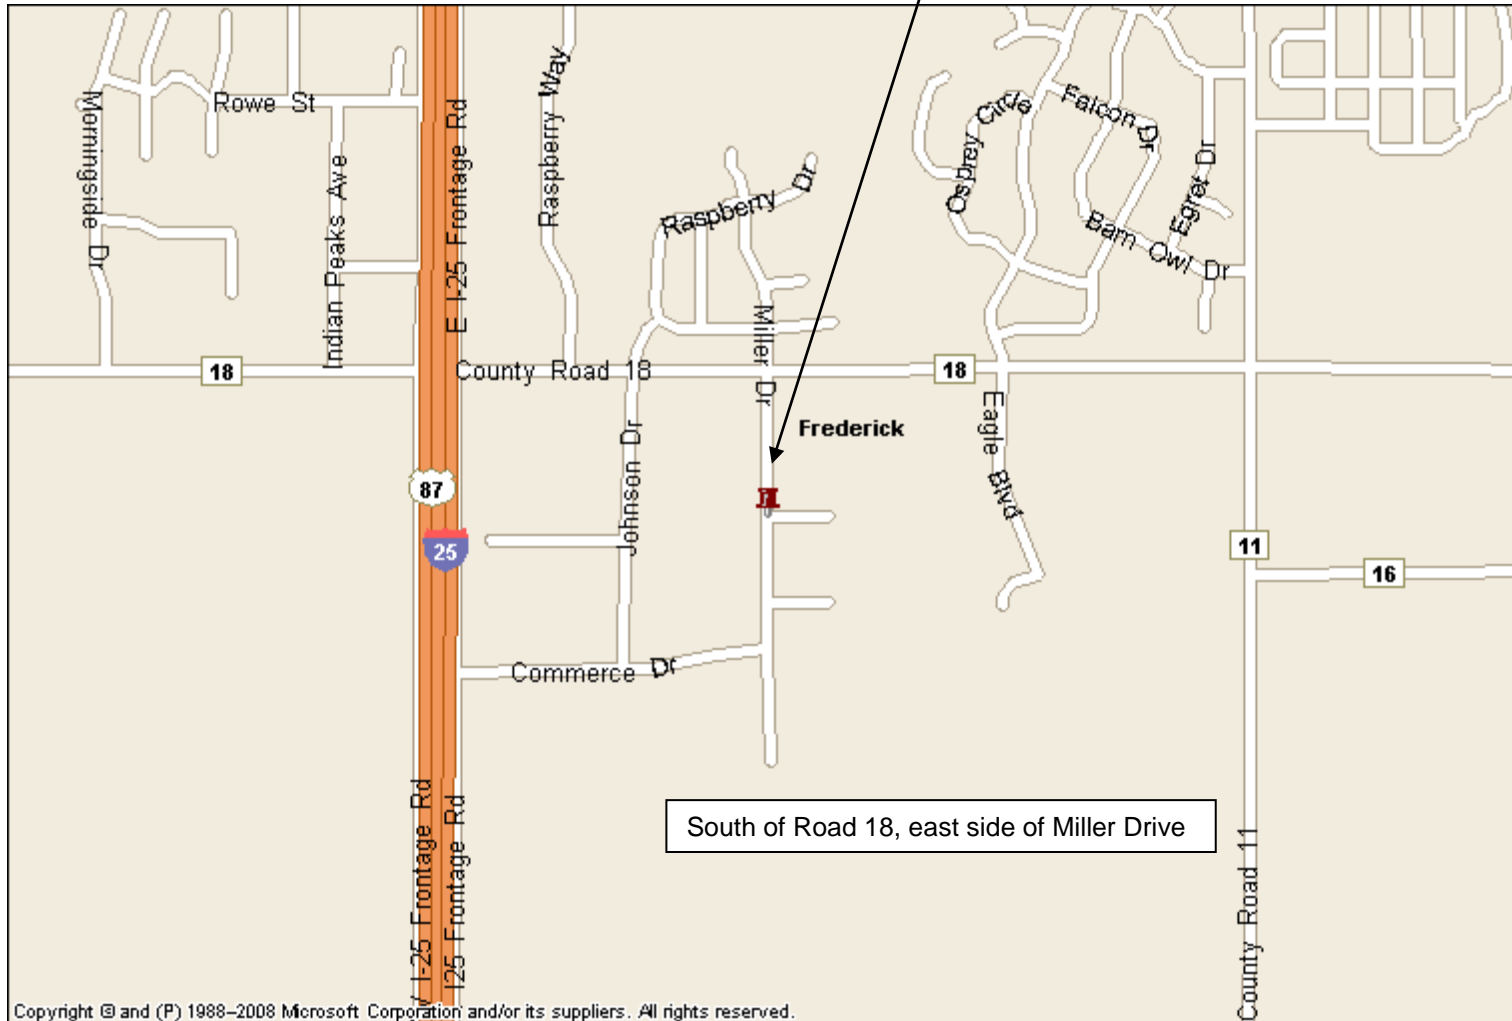 Rowe St
Morningside Dr
Indian Peaks Ave
E I-25 Frontage Rd
Raspberry Way
Raspberry Dr
Osprey Circle
Falcon Dr
Egret Dr
Barn Owl Dr
Miller Dr
18
County Road 18
18
Frederick
Johnson Dr
Eagle Blvd
87
25
11
16
Commerce Dr
South of Road 18, east side of Miller Drive
I-25 Frontage Rd
I25 Frontage Rd
County Road 11
Copyright © and (P) 1988–2008 Microsoft Corporation and/or its suppliers. All rights reserved.